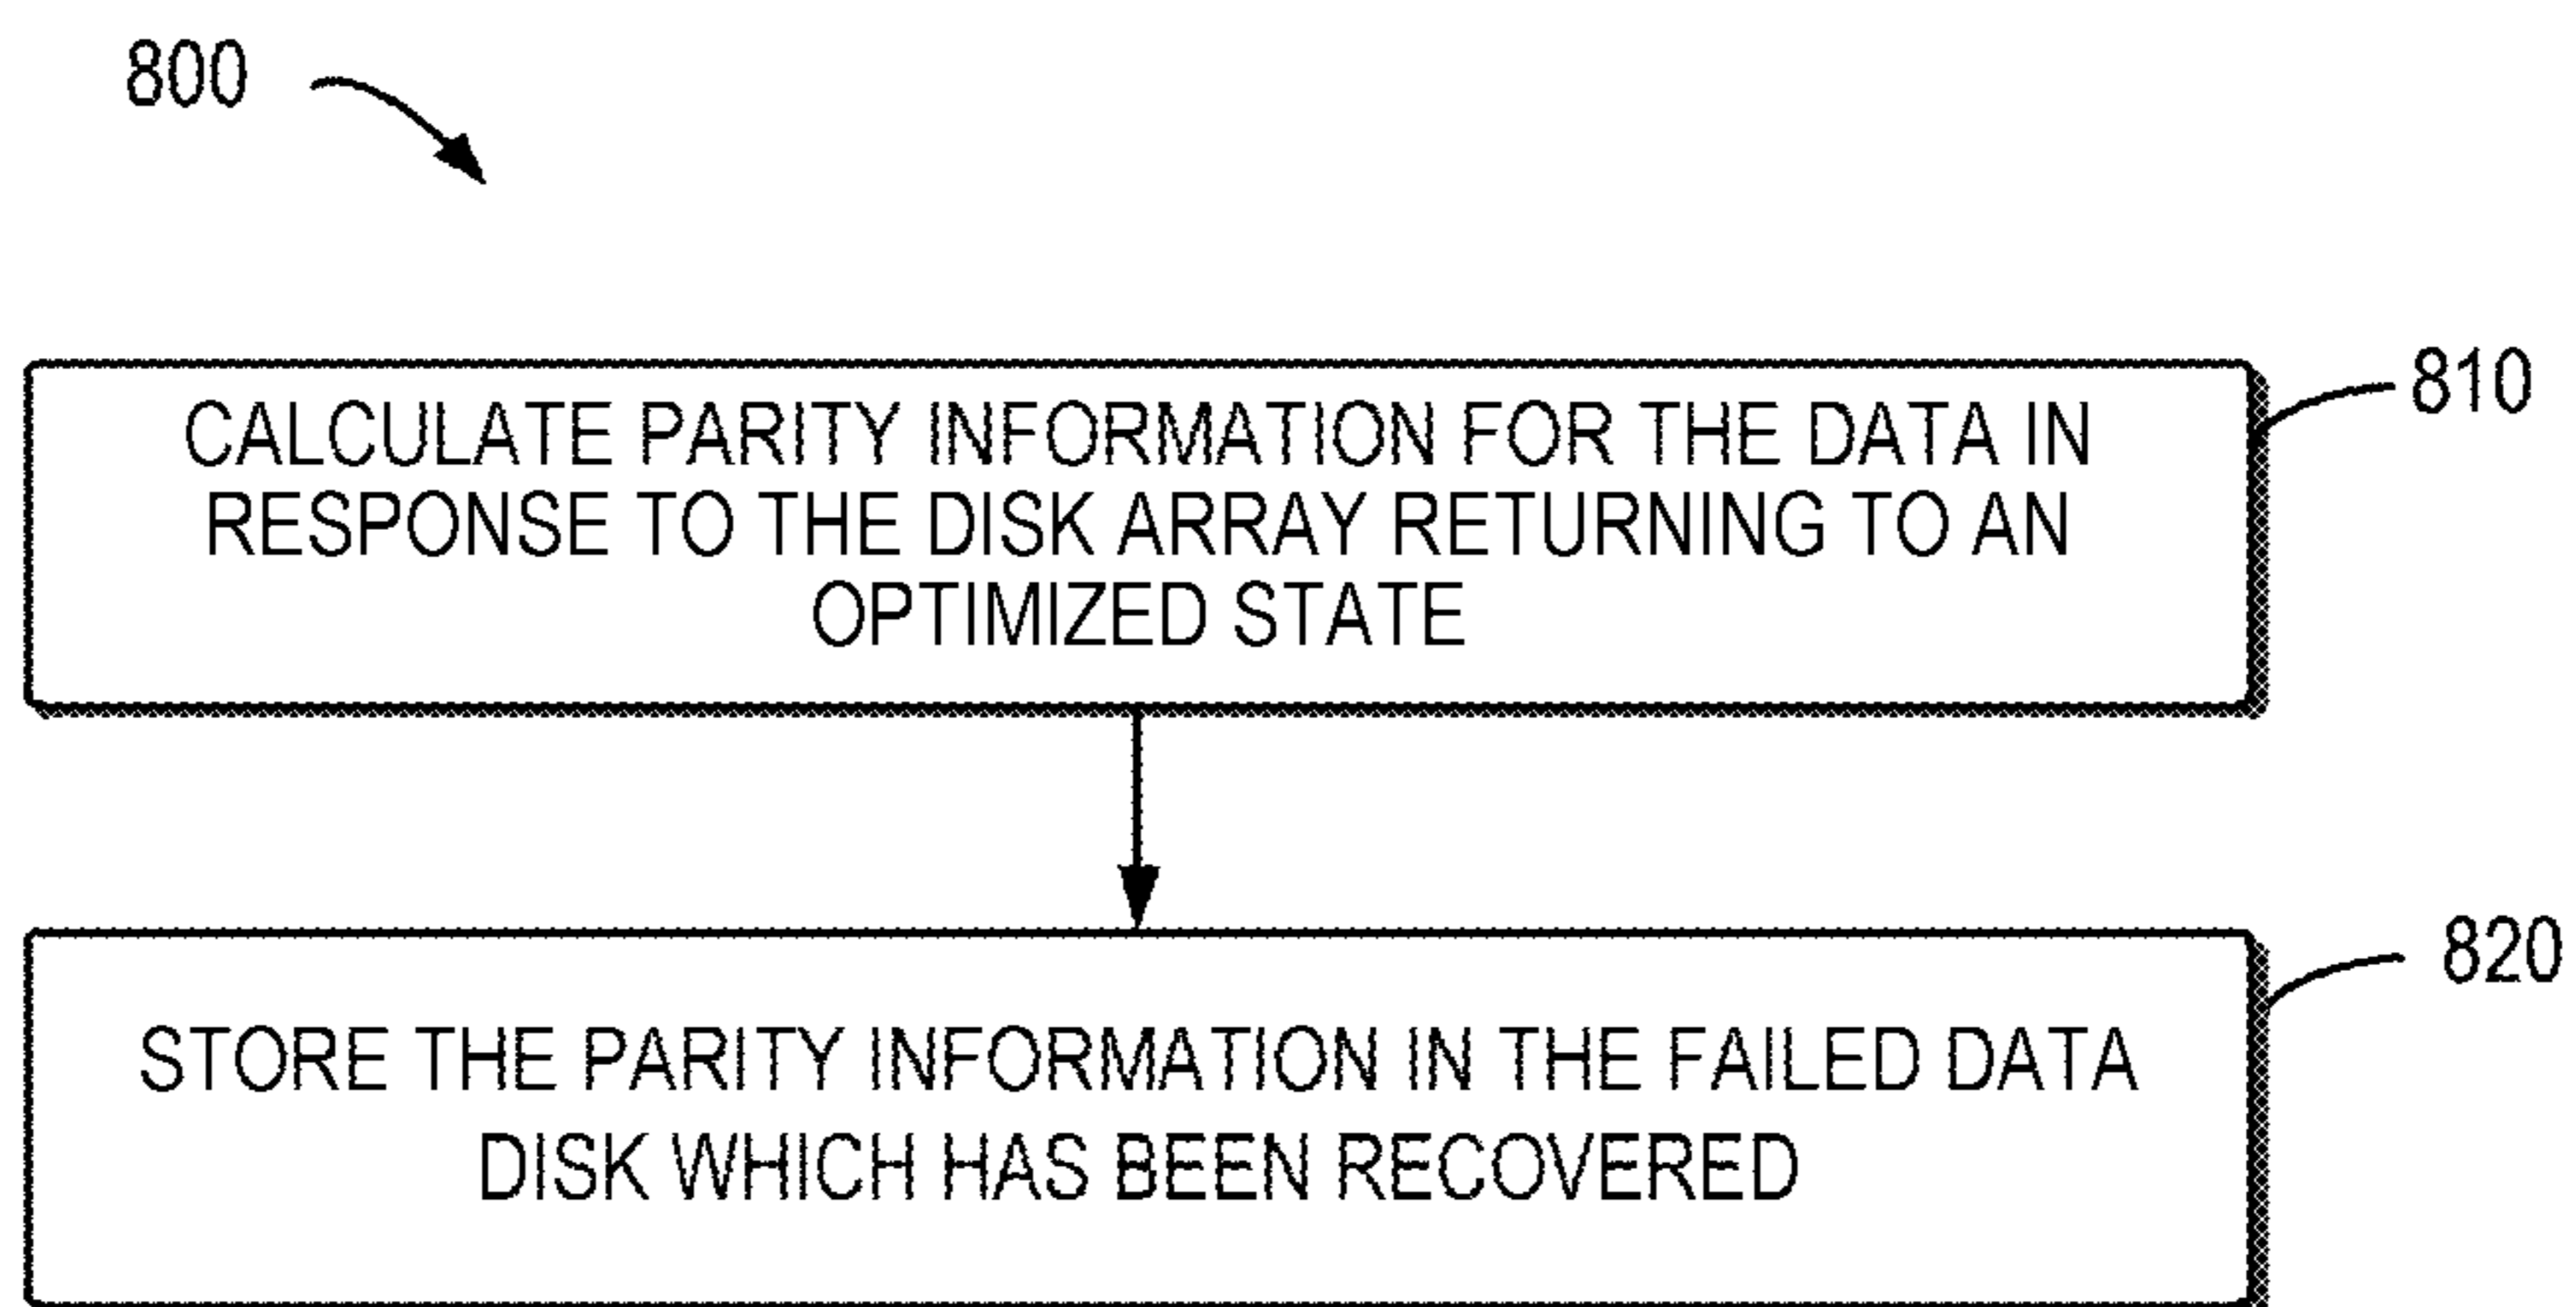 800
810
CALCULATE PARITY INFORMATION FOR THE DATA IN
RESPONSE TO THE DISK ARRAY RETURNING TO AN
OPTIMIZED STATE
820
STORE THE PARITY INFORMATION IN THE FAILED DATA
DISK WHICH HAS BEEN RECOVERED